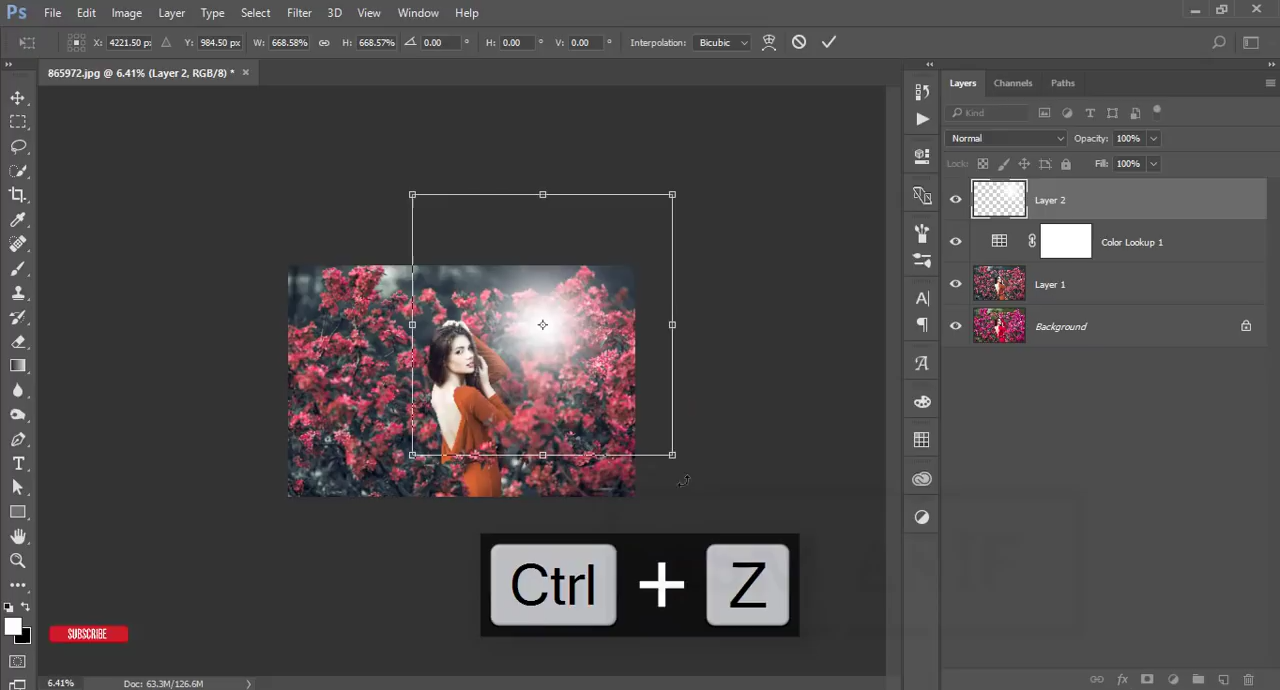 Ps File Edit Image Layer Type Select Filter 3D View Window Help
X: 4221.50 px Y: 984.50 px W: 668.58% H: 668.57% 0.00 ° H: 0.00 ° V: 0.00 ° Interpolation: Bicubic
865972.jpg @ 6.41% (Layer 2, RGB/8) * ×
Layers Channels Paths
Kind
Normal Opacity: 100%
Lock: Fill: 100%
Layer 2
Color Lookup 1
Layer 1
Background
Ctrl + Z
SUBSCRIBE
6.41% Doc: 63.3M/126.6M